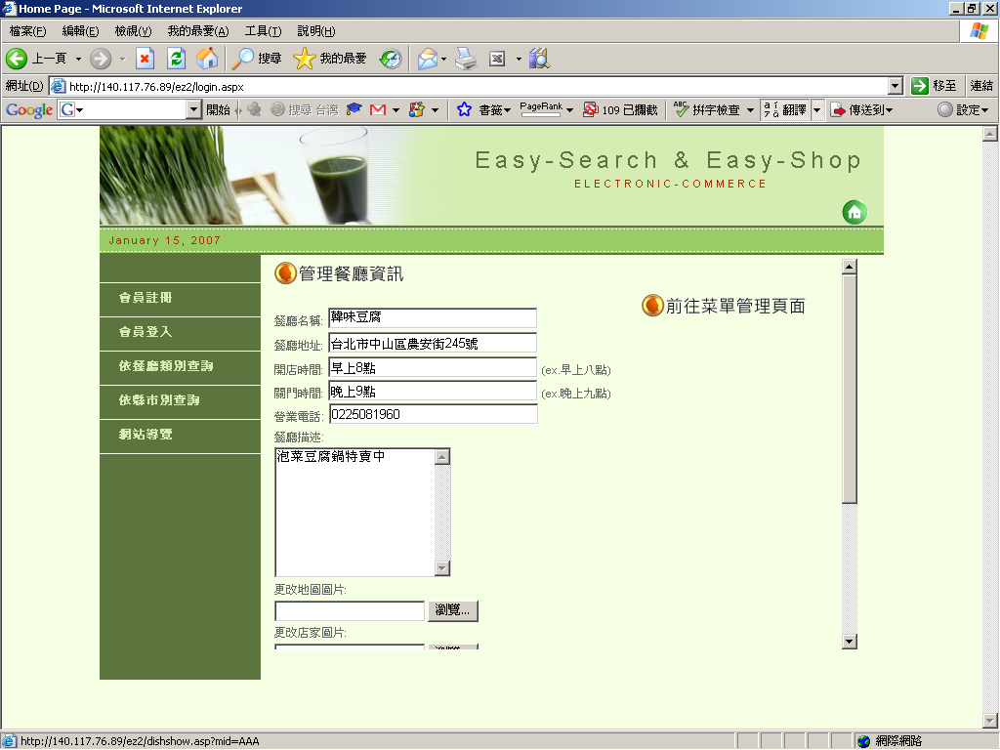 Home Page - Microsoft Internet Explorer
檔案(F) 編輯(E) 檢視(V) 我的最愛(A) 工具(T) 說明(H)
上一頁 搜尋 我的最愛
網址(D) http://140.117.76.89/ez2/login.aspx 移至 連結
Google G 開始 搜尋 台灣 書籤 PageRank 109 已攔截 ABC 拼字檢查 翻譯 傳送到 設定
Easy-Search & Easy-Shop
ELECTRONIC-COMMERCE
January 15, 2007
會員註冊
會員登入
依餐廳類別查詢
依縣市別查詢
網站導覽
管理餐廳資訊
前往菜單管理頁面
餐廳名稱: 韓味豆腐
餐廳地址: 台北市中山區農安街245號
開店時間: 早上8點 (ex.早上八點)
關門時間: 晚上9點 (ex.晚上九點)
營業電話: 0225081960
餐廳描述:
泡菜豆腐鍋特賣中
更改地圖圖片:
瀏覽...
更改店家圖片:
http://140.117.76.89/ez2/dishshow.asp?mid=AAA 網際網路